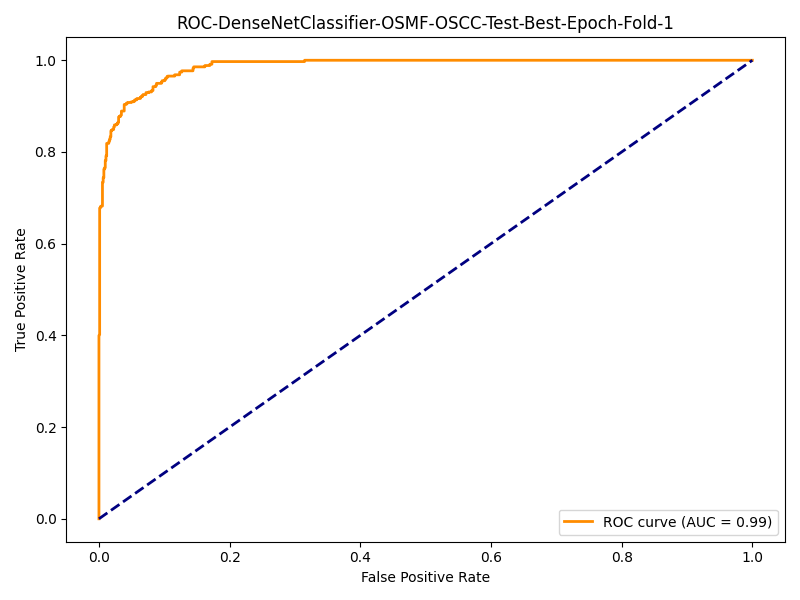 ROC-DenseNetClassifier-OSMF-OSCC-Test-Best-Epoch-Fold-1
True Positive Rate
1.0
0.8
0.6
0.4
0.2
0.0
ROC curve (AUC = 0.99)
0.0 0.2 0.4 0.6 0.8 1.0
False Positive Rate